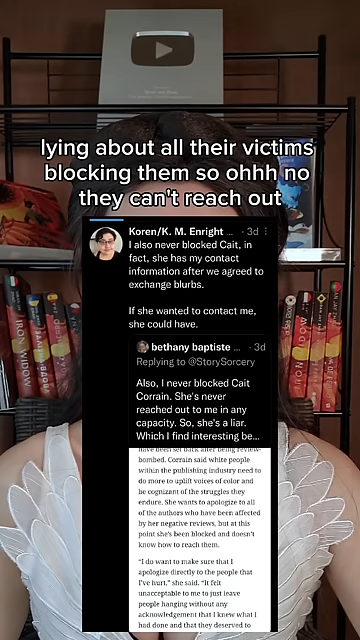 lying about all their victims
blocking them so ohhh no
they can't reach out
Koren/K. M. Enright ... · 3d
I also never blocked Cait, in
fact, she has my contact
information after we agreed to
exchange blurbs.
If she wanted to contact me,
she could have.
bethany baptiste ... · 3d
Replying to @StorySorcery
Also, I never blocked Cait
Corrain. She's never
reached out to me in any
capacity. So, she's a liar.
Which I find interesting be...
have been set back after being review-
bombed. Corrain said white people
within the publishing industry need to
do more to uplift voices of color and
be cognizant of the struggles they
endure. She wants to apologize to all
of the authors who have been affected
by her negative reviews, but at this
point she's been blocked and doesn't
know how to reach them.
"I do want to make sure that I
apologize directly to the people that
I've hurt," she said. "It felt
unacceptable to me to just leave
people hanging without any
acknowledgement that I knew what I
had done and that they deserved to
IRON WIDOW